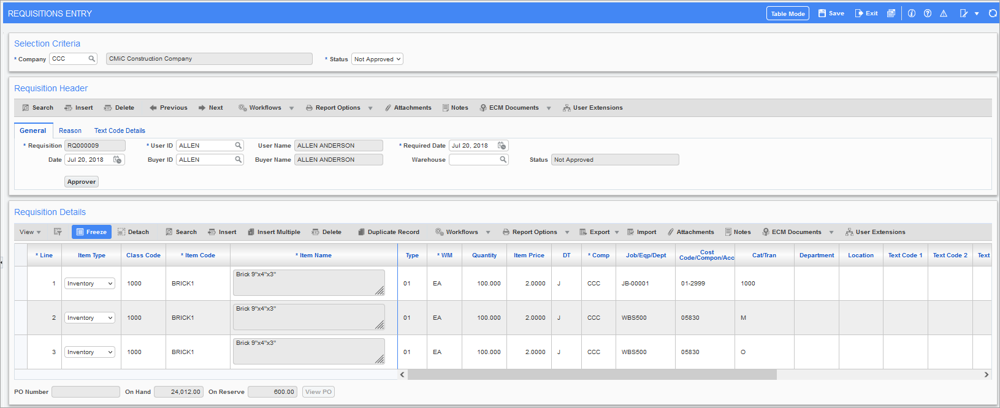 REQUISITIONS ENTRY Table Mode Save Exit
Selection Criteria
* Company CCC CMiC Construction Company * Status Not Approved
Requisition Header
Search Insert Delete Previous Next Workflows Report Options Attachments Notes ECM Documents User Extensions
General Reason Text Code Details
* Requisition RQ000009 * User ID ALLEN User Name ALLEN ANDERSON * Required Date Jul 20, 2018
Date Jul 20, 2018 Buyer ID ALLEN Buyer Name ALLEN ANDERSON Warehouse Status Not Approved
Approver
Requisition Details
View Freeze Detach Search Insert Insert Multiple Delete Duplicate Record Workflows Report Options Export Import Attachments Notes ECM Documents User Extensions
* Line Item Type Class Code * Item Code * Item Name Type * WM Quantity Item Price DT * Comp Job/Eqp/Dept Cost Code/Compon/Acc Cat/Tran Department Location Text Code 1 Text Code 2 Text
1 Inventory 1000 BRICK1 Brick 9"x4"x3" 01 EA 100.000 2.0000 J CCC JB-00001 01-2999 1000
2 Inventory 1000 BRICK1 Brick 9"x4"x3" 01 EA 100.000 2.0000 J CCC WBS500 05830 M
3 Inventory 1000 BRICK1 Brick 9"x4"x3" 01 EA 100.000 2.0000 J CCC WBS500 05830 O
PO Number On Hand 24,012.00 On Reserve 600.00 View PO